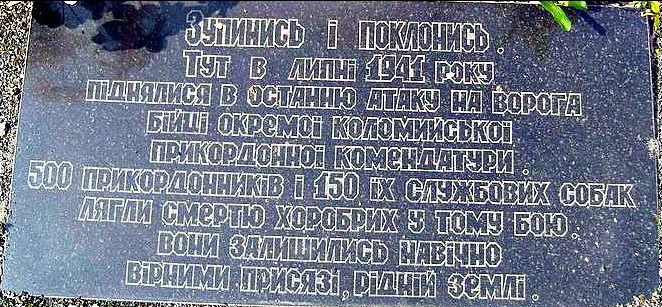 Зупинись і поклонись.
Тут в липні 1941 року
піднялися в останню атаку на ворога
бійці окремої коломийської
прикордонної комендатури.
500 прикордонників і 150 їх службових собак
лягли смертю хоробрих у тому бою.
Вони залишились навічно
вірними присязі, рідній землі.